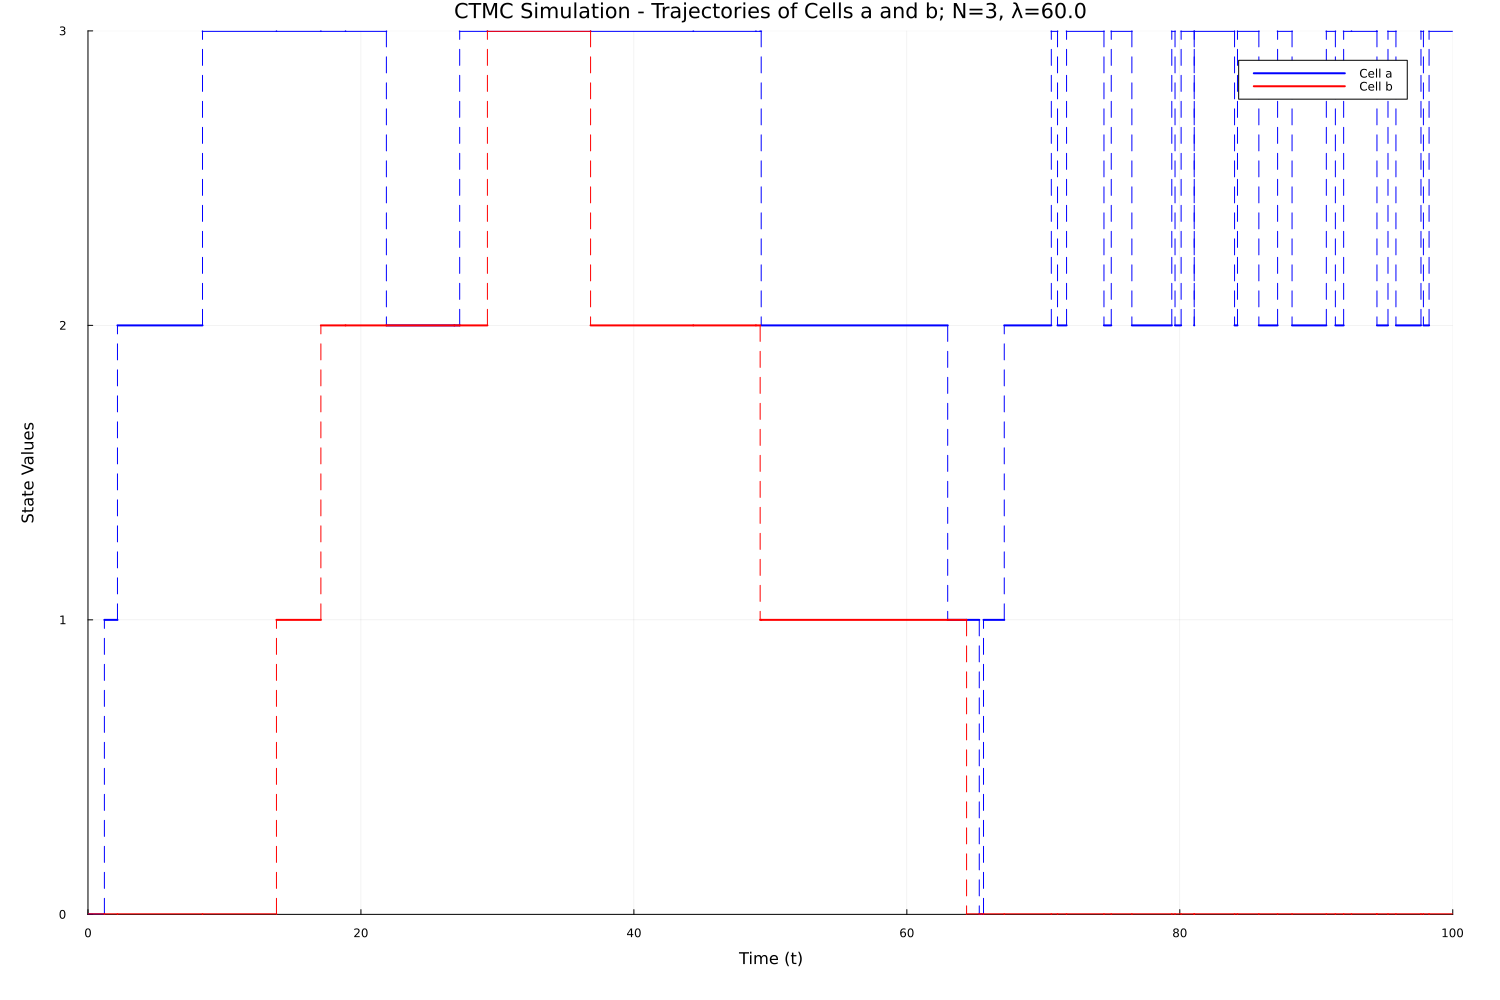 CTMC Simulation - Trajectories of Cells a and b; N=3, λ=60.0
3
Cell a
Cell b
2
State Values
1
0
0 20 40 60 80 100
Time (t)